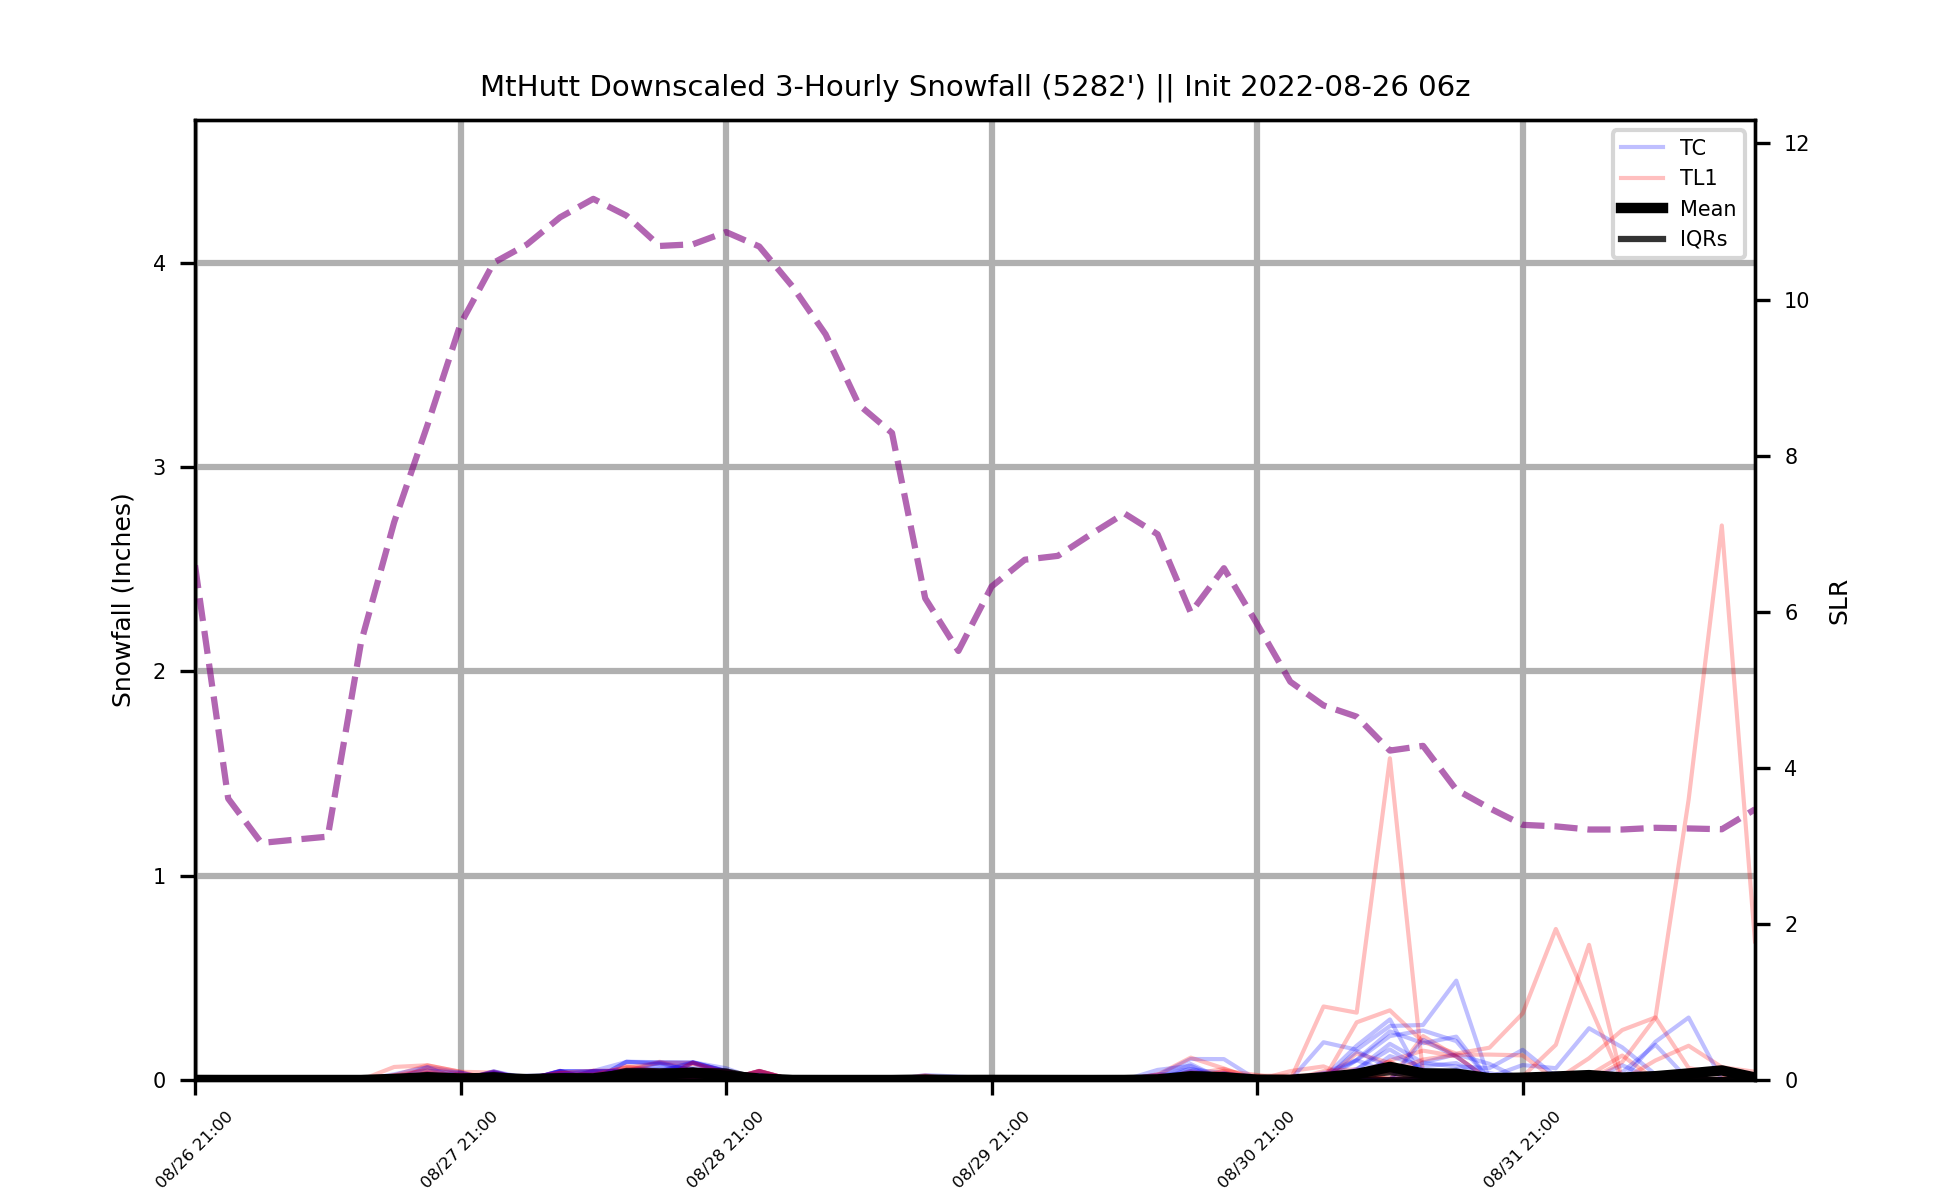 MtHutt Downscaled 3-Hourly Snowfall (5282') || Init 2022-08-26 06z
TC
TL1
Mean
IQRs
Snowfall (Inches)
4
3
2
1
0
12
10
8
6
4
2
0
SLR
08/26 21:00
08/27 21:00
08/28 21:00
08/29 21:00
08/30 21:00
08/31 21:00